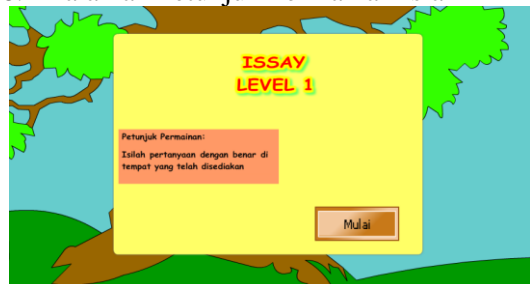 ISSAY
LEVEL 1
Petunjuk Permainan:
Isilah pertanyaan dengan benar di
tempat yang telah disediakan
Mulai